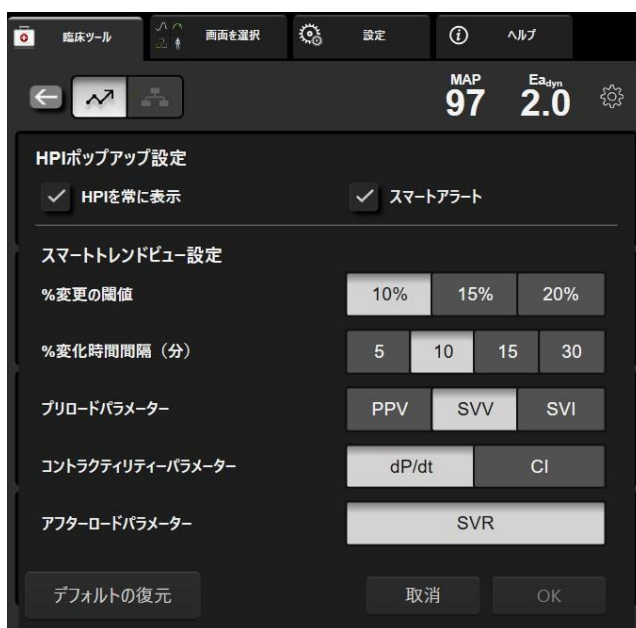 臨床ツール 画面を選択 設定 ヘルプ
MAP 97 Eadyn 2.0
HPIポップアップ設定
HPIを常に表示 スマートアラート
スマートトレンドビュー設定
%変更の閾値 10% 15% 20%
%変化時間間隔（分） 5 10 15 30
プリロードパラメーター PPV SVV SVI
コントラクティリティーパラメーター dP/dt CI
アフターロードパラメーター SVR
デフォルトの復元 取消 OK